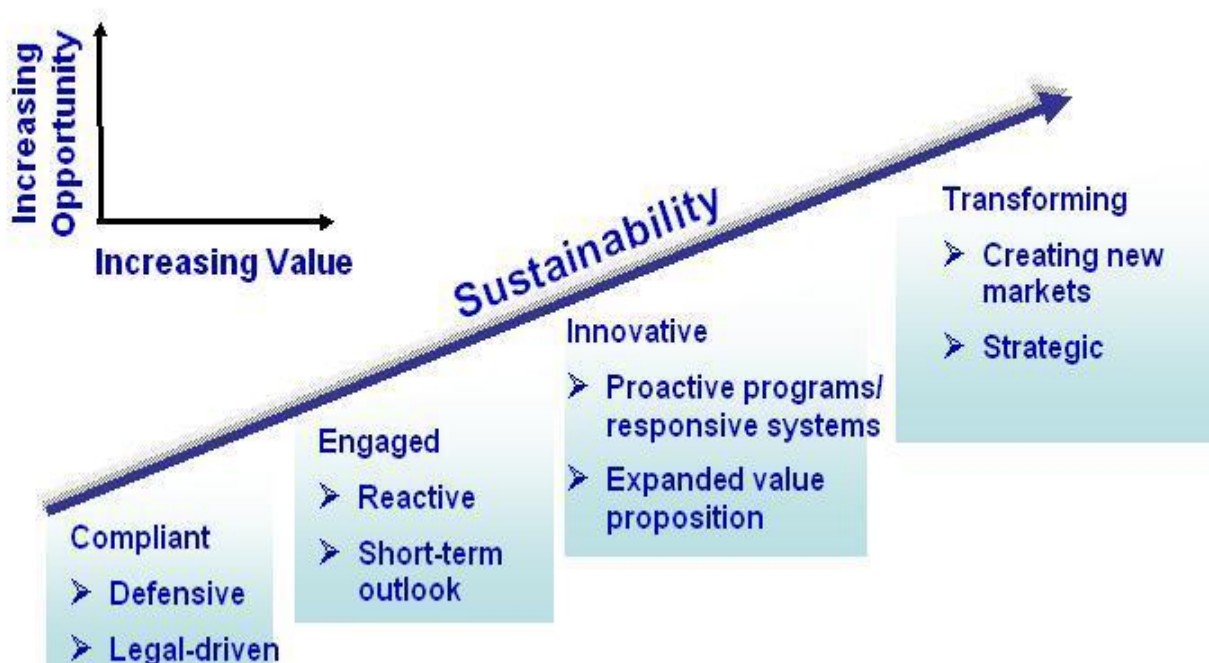 Increasing
Opportunity
Increasing Value
Sustainability
Compliant
➢ Defensive
➢ Legal-driven
Engaged
➢ Reactive
➢ Short-term
outlook
Innovative
➢ Proactive programs/
responsive systems
➢ Expanded value
proposition
Transforming
➢ Creating new
markets
➢ Strategic